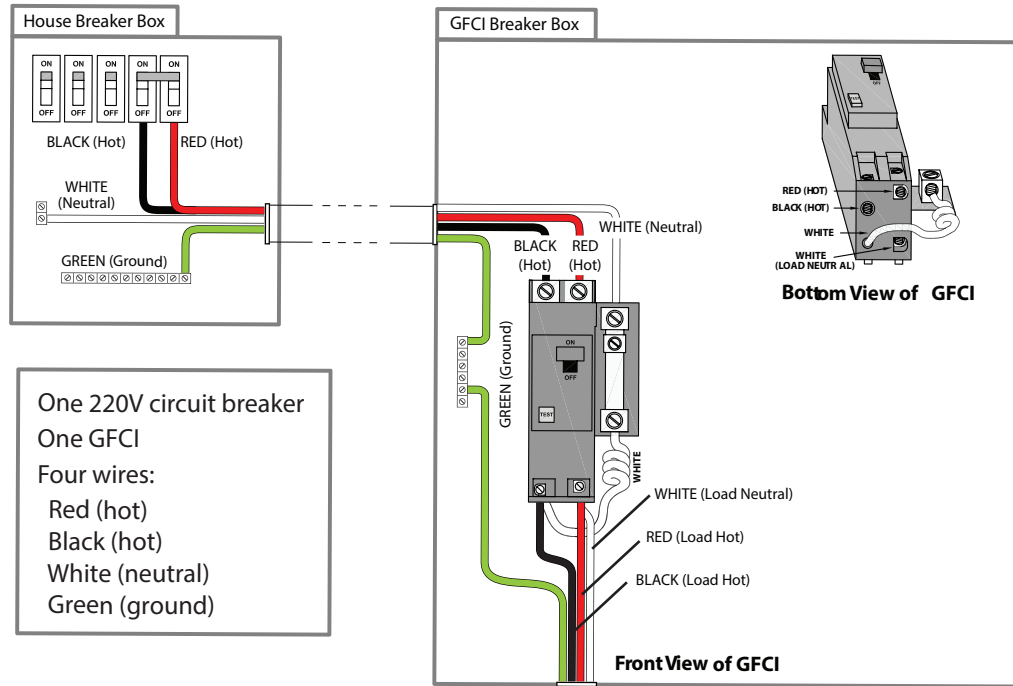 House Breaker Box
ON
ON
ON
ON
ON
OFF
OFF
OFF
OFF
OFF
BLACK (Hot)
RED (Hot)
WHITE
(Neutral)
GREEN (Ground)
One 220V circuit breaker
One GFCI
Four wires:
Red (hot)
Black (hot)
White (neutral)
Green (ground)
GFCI Breaker Box
WHITE (Neutral)
BLACK
(Hot)
RED
(Hot)
GREEN (Ground)
ON
OFF
TEST
WHITE
WHITE (Load Neutral)
RED (Load Hot)
BLACK (Load Hot)
Front View of GFCI
OFF
TEST
RED (HOT)
BLACK (HOT)
WHITE
WHITE
(LOAD NEUTR AL)
Bottom View of GFCI